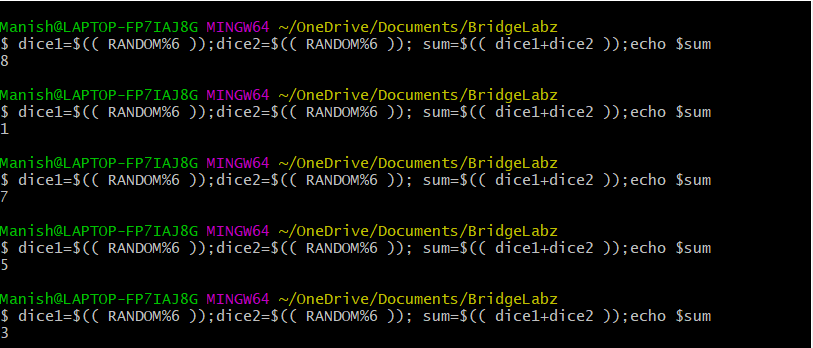 Manish@LAPTOP-FP7IAJ8G MINGW64 ~/OneDrive/Documents/BridgeLabz
$ dice1=$(( RANDOM%6 ));dice2=$(( RANDOM%6 )); sum=$(( dice1+dice2 ));echo $sum
8
Manish@LAPTOP-FP7IAJ8G MINGW64 ~/OneDrive/Documents/BridgeLabz
$ dice1=$(( RANDOM%6 ));dice2=$(( RANDOM%6 )); sum=$(( dice1+dice2 ));echo $sum
1
Manish@LAPTOP-FP7IAJ8G MINGW64 ~/OneDrive/Documents/BridgeLabz
$ dice1=$(( RANDOM%6 ));dice2=$(( RANDOM%6 )); sum=$(( dice1+dice2 ));echo $sum
7
Manish@LAPTOP-FP7IAJ8G MINGW64 ~/OneDrive/Documents/BridgeLabz
$ dice1=$(( RANDOM%6 ));dice2=$(( RANDOM%6 )); sum=$(( dice1+dice2 ));echo $sum
5
Manish@LAPTOP-FP7IAJ8G MINGW64 ~/OneDrive/Documents/BridgeLabz
$ dice1=$(( RANDOM%6 ));dice2=$(( RANDOM%6 )); sum=$(( dice1+dice2 ));echo $sum
3